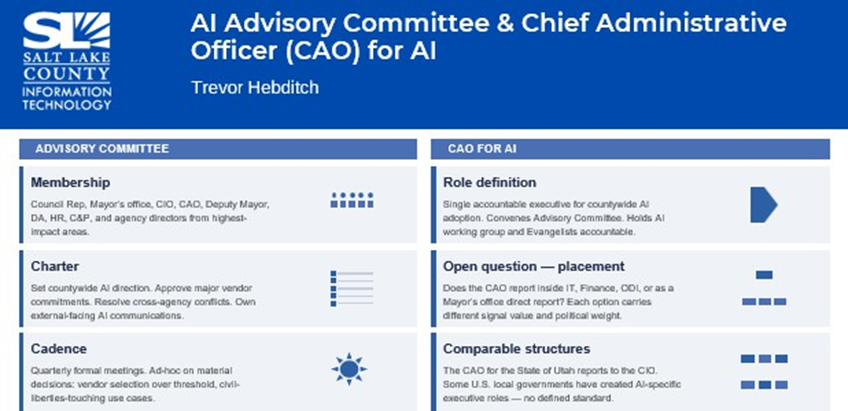 SL
SALT LAKE
COUNTY
INFORMATION
TECHNOLOGY
AI Advisory Committee & Chief Administrative
Officer (CAO) for AI
Trevor Hebditch
ADVISORY COMMITTEE
Membership
Council Rep, Mayor's office, CIO, CAO, Deputy Mayor,
DA, HR, C&P, and agency directors from highest-
impact areas.
Charter
Set countywide AI direction. Approve major vendor
commitments. Resolve cross-agency conflicts. Own
external-facing AI communications.
Cadence
Quarterly formal meetings. Ad-hoc on material
decisions: vendor selection over threshold, civil-
liberties-touching use cases.
CAO FOR AI
Role definition
Single accountable executive for countywide AI
adoption. Convenes Advisory Committee. Holds AI
working group and Evangelists accountable.
Open question — placement
Does the CAO report inside IT, Finance, ODI, or as a
Mayor's office direct report? Each option carries
different signal value and political weight.
Comparable structures
The CAO for the State of Utah reports to the CIO.
Some U.S. local governments have created AI-specific
executive roles — no defined standard.